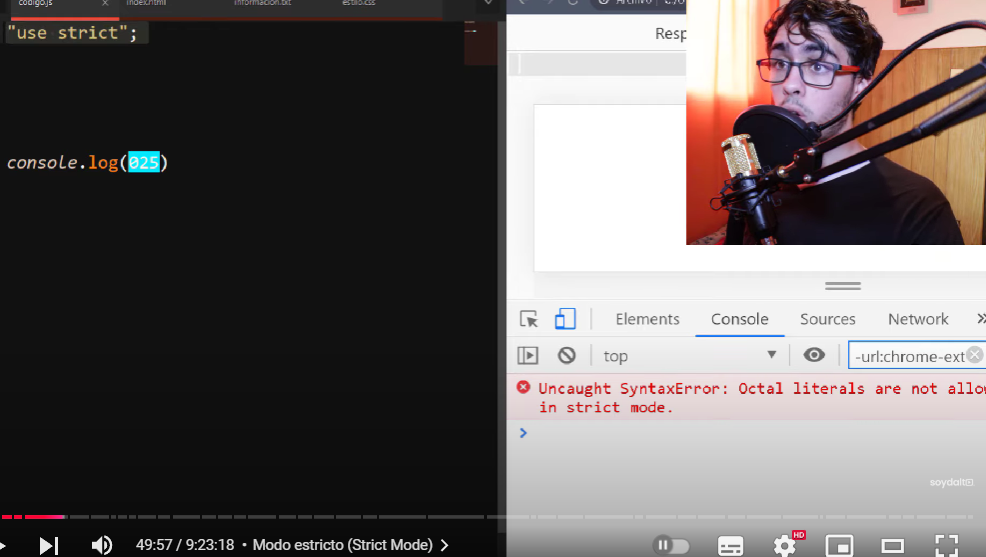 codigo.js × index.html informacion.txt estilo.css
"use strict";
console.log(025)
Archivo
Resp
Elements Console Sources Network »
top -url:chrome-ext
Uncaught SyntaxError: Octal literals are not allo
in strict mode.
>
soydalto
49:57 / 9:23:18 • Modo estricto (Strict Mode) >
HD